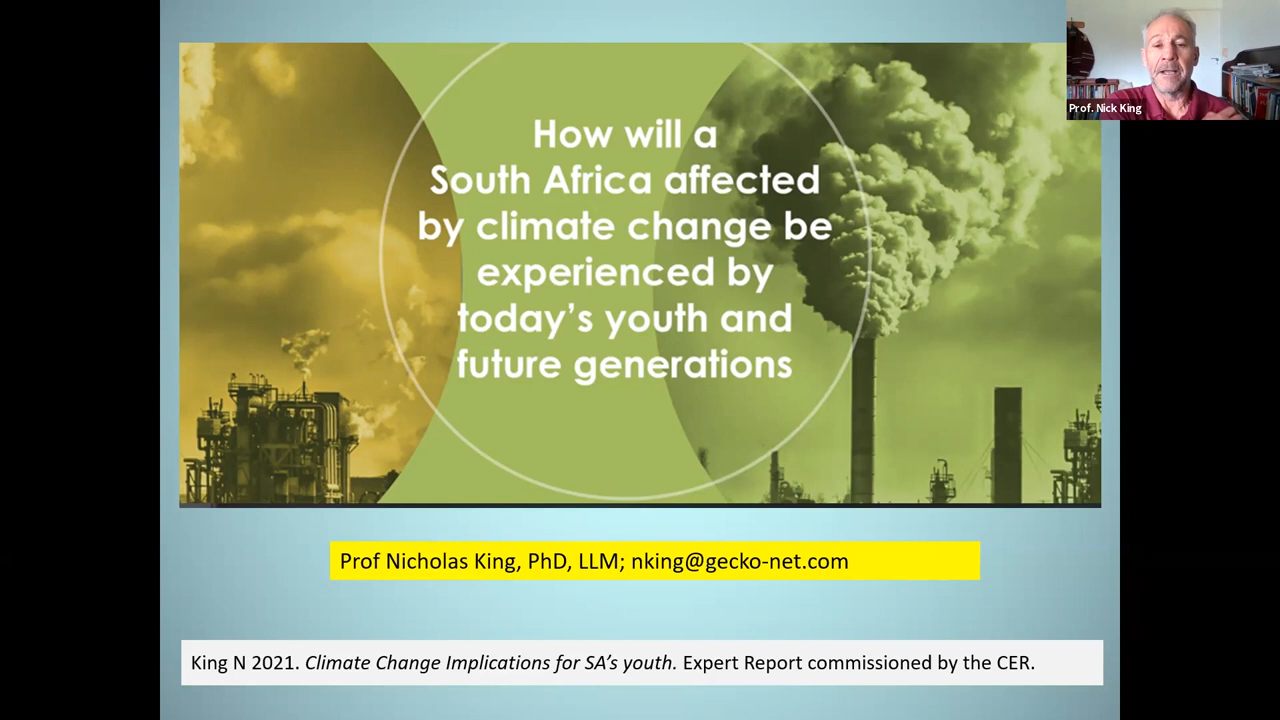 Prof. Nick King
How will a
South Africa affected
by climate change be
experienced by
today's youth and
future generations
Prof Nicholas King, PhD, LLM; nking@gecko-net.com
King N 2021. Climate Change Implications for SA's youth. Expert Report commissioned by the CER.